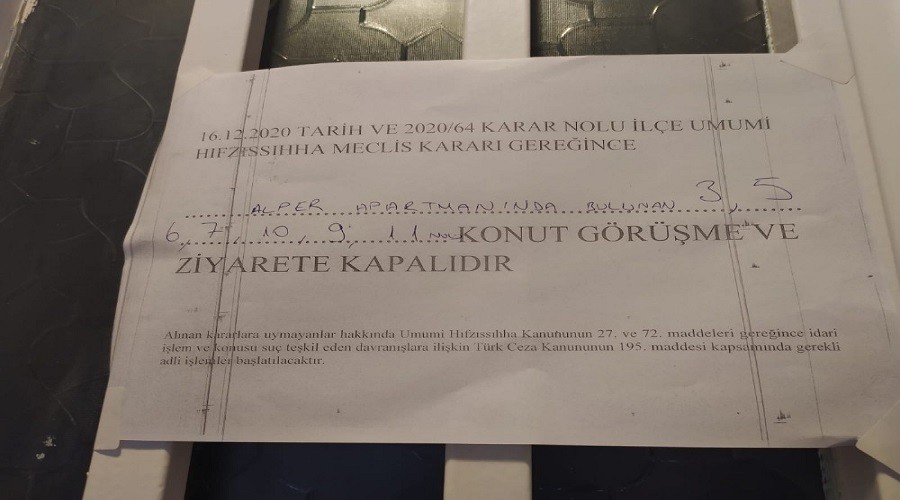 16.12.2020 TARİH VE 2020/64 KARAR NOLU İLÇE UMUMİ
HIFZISSIHHA MECLİS KARARI GEREĞİNCE
ALPER APARTMANINDA BULUNAN 3, 5
6, 7, 10, 9, 11 NOLU KONUT GÖRÜŞME VE
ZİYARETE KAPALIDIR
Alınan kararlara uymayanlar hakkında Umumi Hıfzıssıhha Kanununun 27. ve 72. maddeleri gereğince idari
işlem ve konusu suç teşkil eden davranışlara ilişkin Türk Ceza Kanununun 195. maddesi kapsamında gerekli
adli işlemler başlatılacaktır.